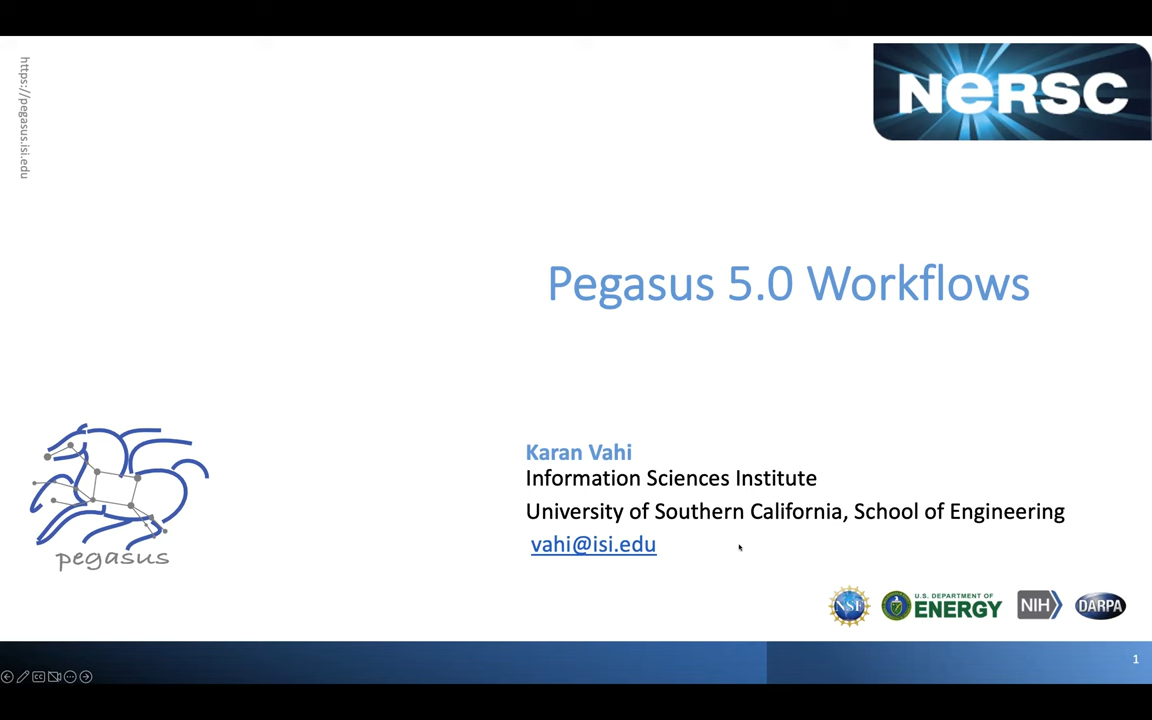 https://pegasus.isi.edu
NERSC
Pegasus 5.0 Workflows
Karan Vahi
Information Sciences Institute
University of Southern California, School of Engineering
vahi@isi.edu
pegasus
NSF
U.S. DEPARTMENT OF
ENERGY
NIH
DARPA
1